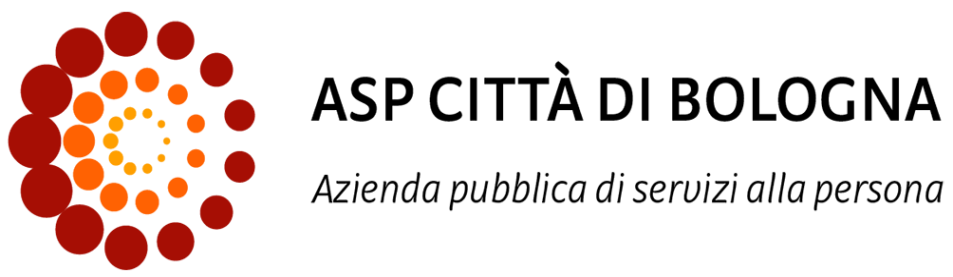 ASP CITTÀ DI BOLOGNA
Azienda pubblica di servizi alla persona